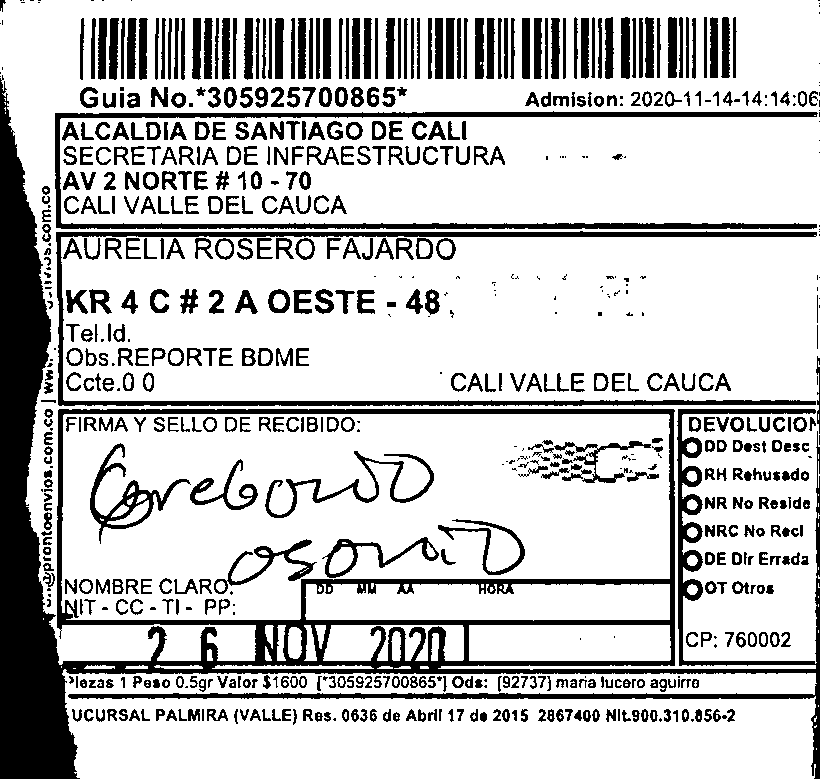 Guia No.*305925700865*
Admision: 2020-11-14-14:14:06
ALCALDIA DE SANTIAGO DE CALI
SECRETARIA DE INFRAESTRUCTURA
AV 2 NORTE # 10 - 70
CALI VALLE DEL CAUCA
AURELIA ROSERO FAJARDO
KR 4 C # 2 A OESTE - 48
Tel.Id.
Obs.REPORTE BDME
Ccte.0 0
CALI VALLE DEL CAUCA
FIRMA Y SELLO DE RECIBIDO:
osorio
NOMBRE CLARO:
NIT - CC - TI - PP:
DD MM AA HORA
26 NOV 2020
DEVOLUCION
DD Dest Desc
RH Rehusado
NR No Reside
NRC No Recl
DE Dir Errada
OT Otros
CP: 760002
Piezas 1 Peso 0.5gr Valor $1600 [*305925700865*] Ods: [92737] maria lucero aguirre
UCURSAL PALMIRA (VALLE) Res. 0636 de Abril 17 de 2015 2867400 Nit.900.310.856-2
@prontoenvios.com.co | www.
envios.com.co